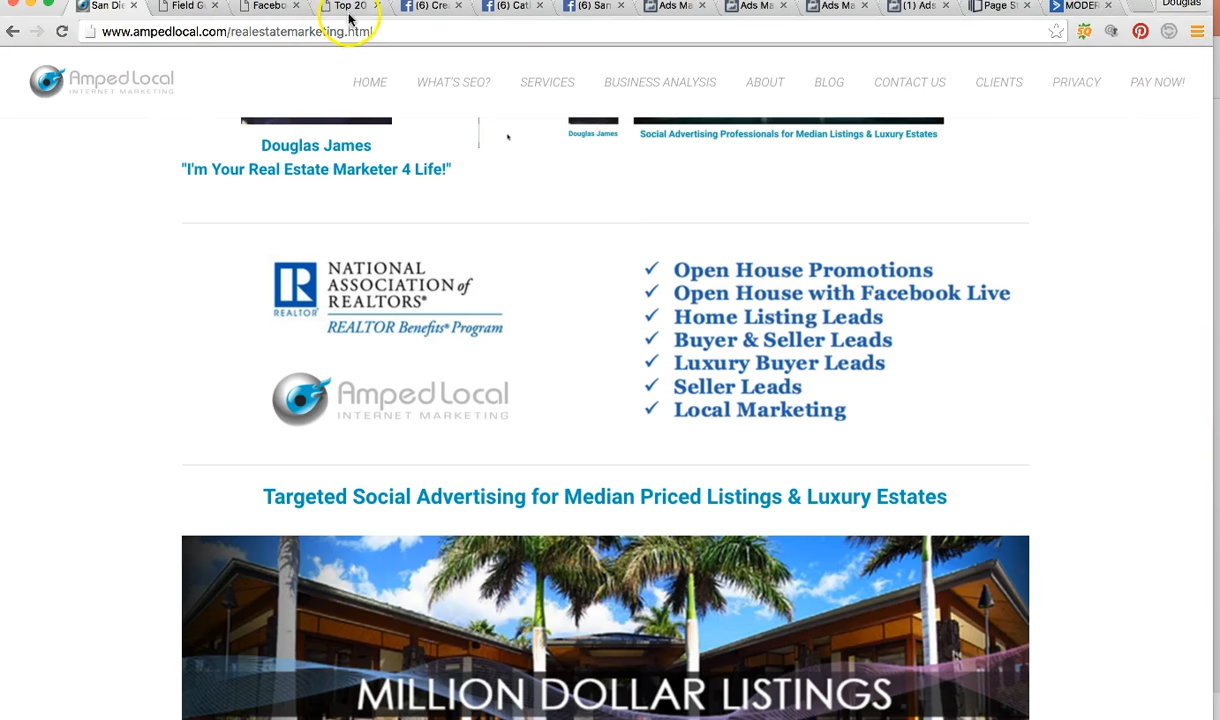 San Die
Field G
Facebo
Top 20
(6) Cre
(6) Cat
(6) San
Ads Ma
Ads Ma
Ads Ma
(1) Ads
Page S
MODER
Douglas
www.ampedlocal.com/realestatemarketing.html
Amped Local
INTERNET MARKETING
HOME
WHAT'S SEO?
SERVICES
BUSINESS ANALYSIS
ABOUT
BLOG
CONTACT US
CLIENTS
PRIVACY
PAY NOW!
Douglas James
"I'm Your Real Estate Marketer 4 Life!"
Douglas James
Social Advertising Professionals for Median Listings & Luxury Estates
NATIONAL
ASSOCIATION of
REALTORS®
REALTOR Benefits® Program
REALTOR
Amped Local
INTERNET MARKETING
✓ Open House Promotions
✓ Open House with Facebook Live
✓ Home Listing Leads
✓ Buyer & Seller Leads
✓ Luxury Buyer Leads
✓ Seller Leads
✓ Local Marketing
Targeted Social Advertising for Median Priced Listings & Luxury Estates
MILLION DOLLAR LISTINGS